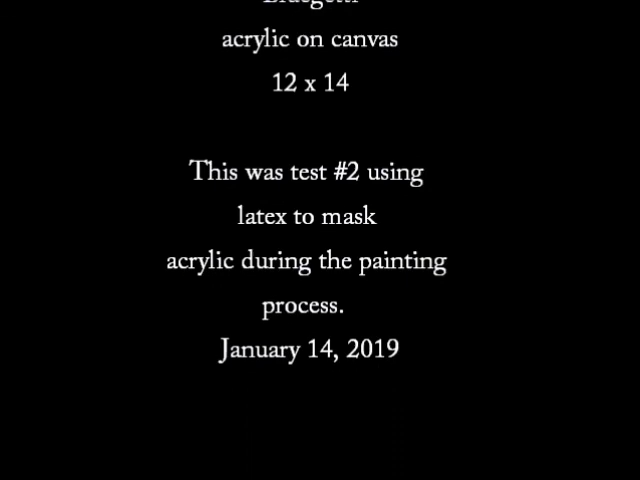 acrylic on canvas
12 x 14
This was test #2 using
latex to mask
acrylic during the painting
process.
January 14, 2019